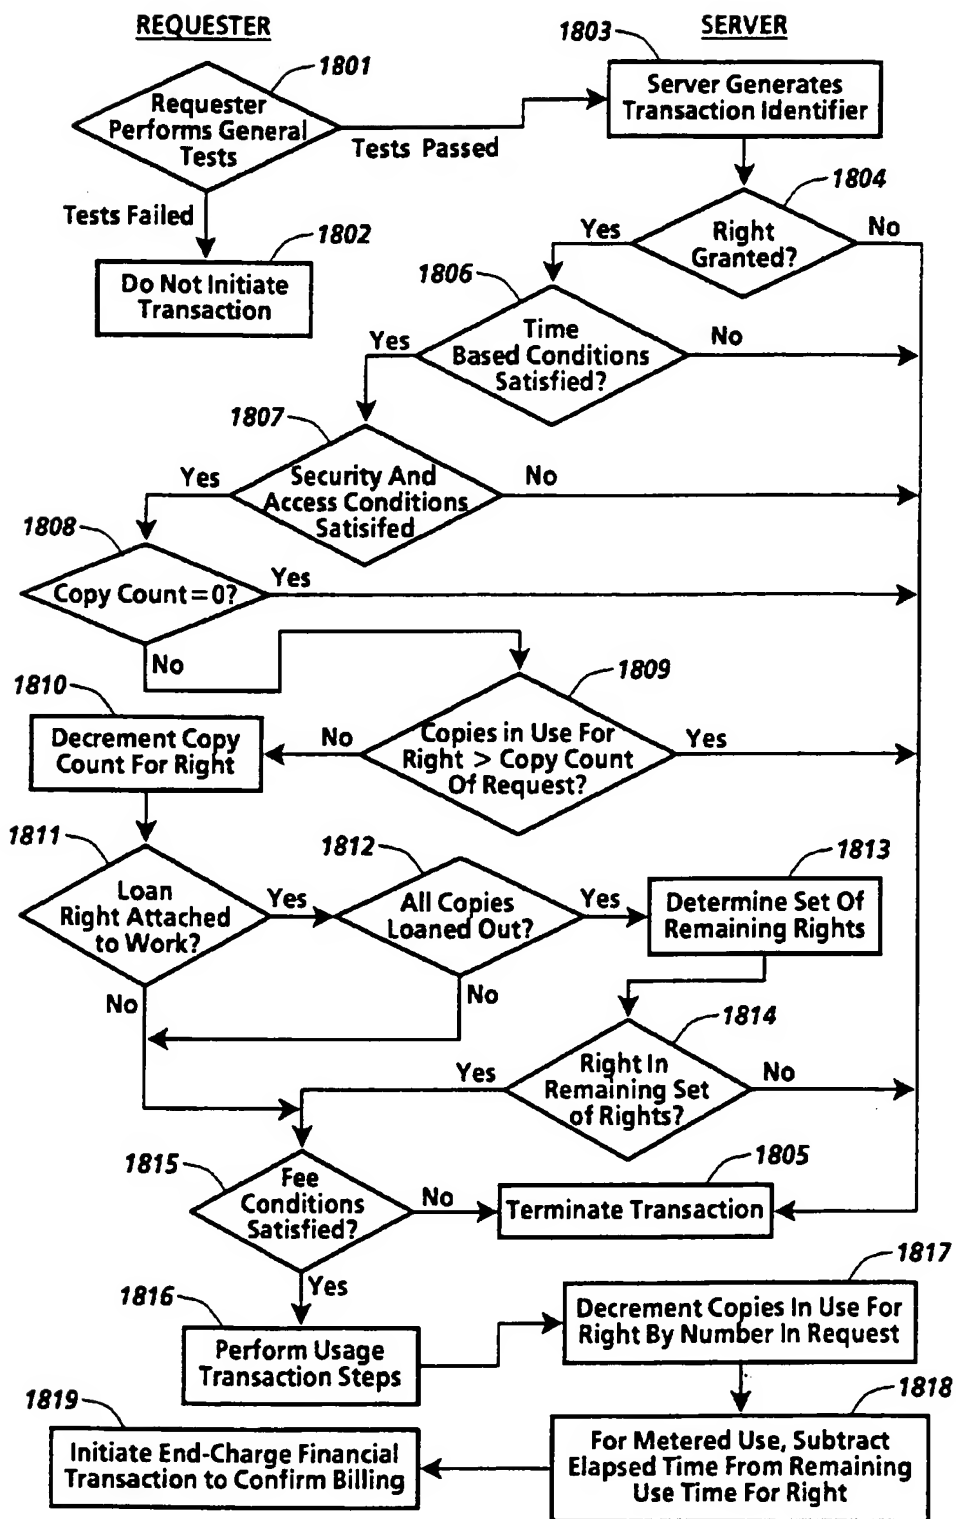 REQUESTER
SERVER
1801
1803
Requester
Performs General
Tests
Server Generates
Transaction Identifier
Tests Passed
Tests Failed
1802
1804
Do Not Initiate
Transaction
Yes
Right
Granted?
No
1806
Yes
Time
Based Conditions
Satisfied?
No
1807
Yes
Security And
Access Conditions
Satisifed
No
1808
Copy Count=0?
Yes
No
1809
1810
Decrement Copy
Count For Right
No
Copies in Use For
Right > Copy Count
Of Request?
Yes
1811
1812
1813
Loan
Right Attached
to Work?
Yes
All Copies
Loaned Out?
Yes
Determine Set Of
Remaining Rights
No
No
1814
Yes
Right In
Remaining Set
of Rights?
No
1815
1805
Fee
Conditions
Satisfied?
No
Terminate Transaction
Yes
1816
1817
Perform Usage
Transaction Steps
Decrement Copies In Use For
Right By Number In Request
1819
1818
Initiate End-Charge Financial
Transaction to Confirm Billing
For Metered Use, Subtract
Elapsed Time From Remaining
Use Time For Right